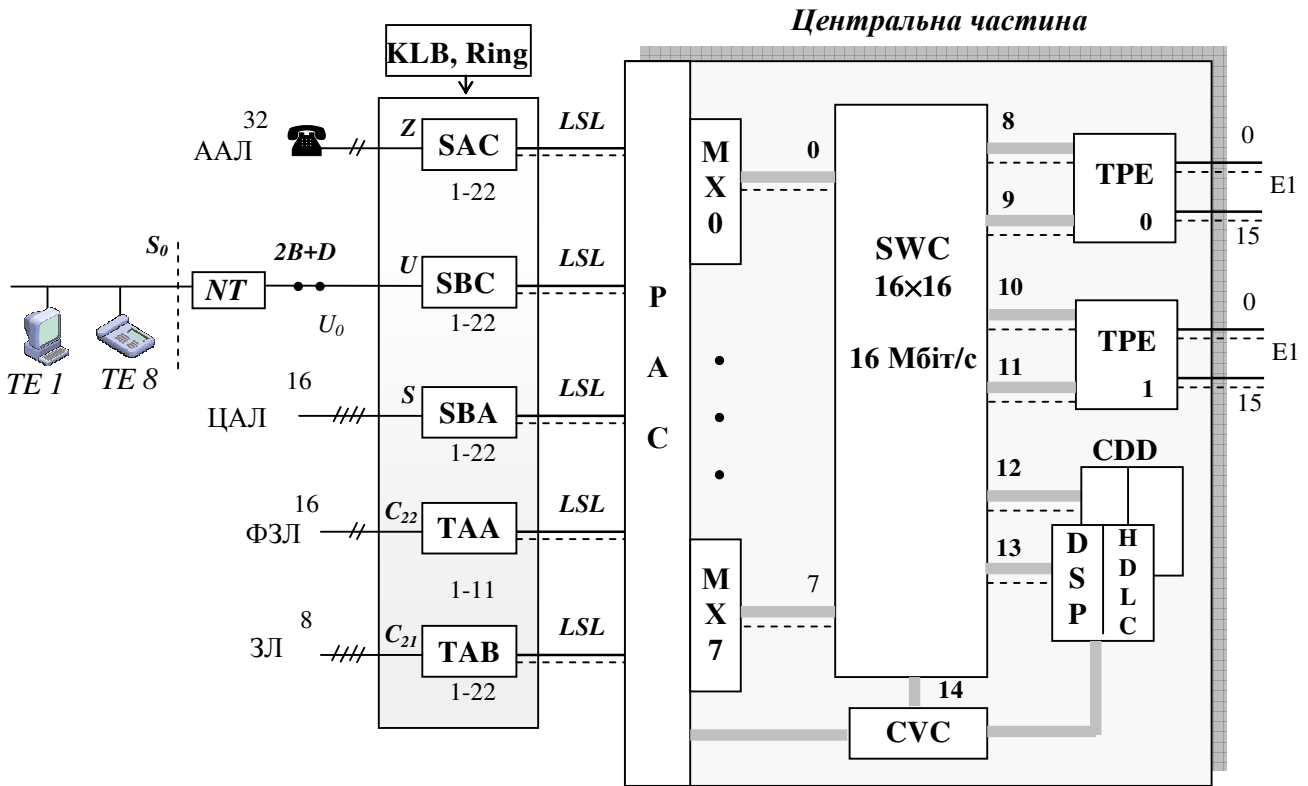 Центральна частина
KLB, Ring
32
ААЛ
Z
SAC
1-22
LSL
S0
NT
2B+D
U0
U
SBC
1-22
LSL
TE 1
TE 8
16
ЦАЛ
S
SBA
1-22
LSL
16
ФЗЛ
C22
TAA
1-11
LSL
8
ЗЛ
C21
TAB
1-22
LSL
P
A
C
M
X
0
0
M
X
7
7
SWC
16×16
16 Мбіт/с
8
9
TPE
0
0
E1
15
10
11
TPE
1
0
E1
15
12
13
CDD
D
S
P
H
D
L
C
14
CVC